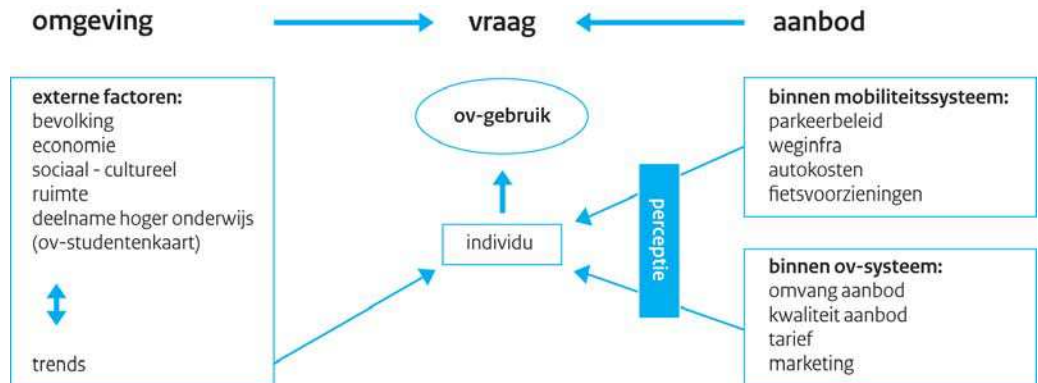 omgeving
vraag
aanbod
externe factoren:
bevolking
economie
sociaal - cultureel
ruimte
deelname hoger onderwijs
(ov-studentenkaart)
trends
ov-gebruik
individu
perceptie
binnen mobiliteitssysteem:
parkeerbeleid
weginfra
autokosten
fietsvoorzieningen
binnen ov-systeem:
omvang aanbod
kwaliteit aanbod
tarief
marketing